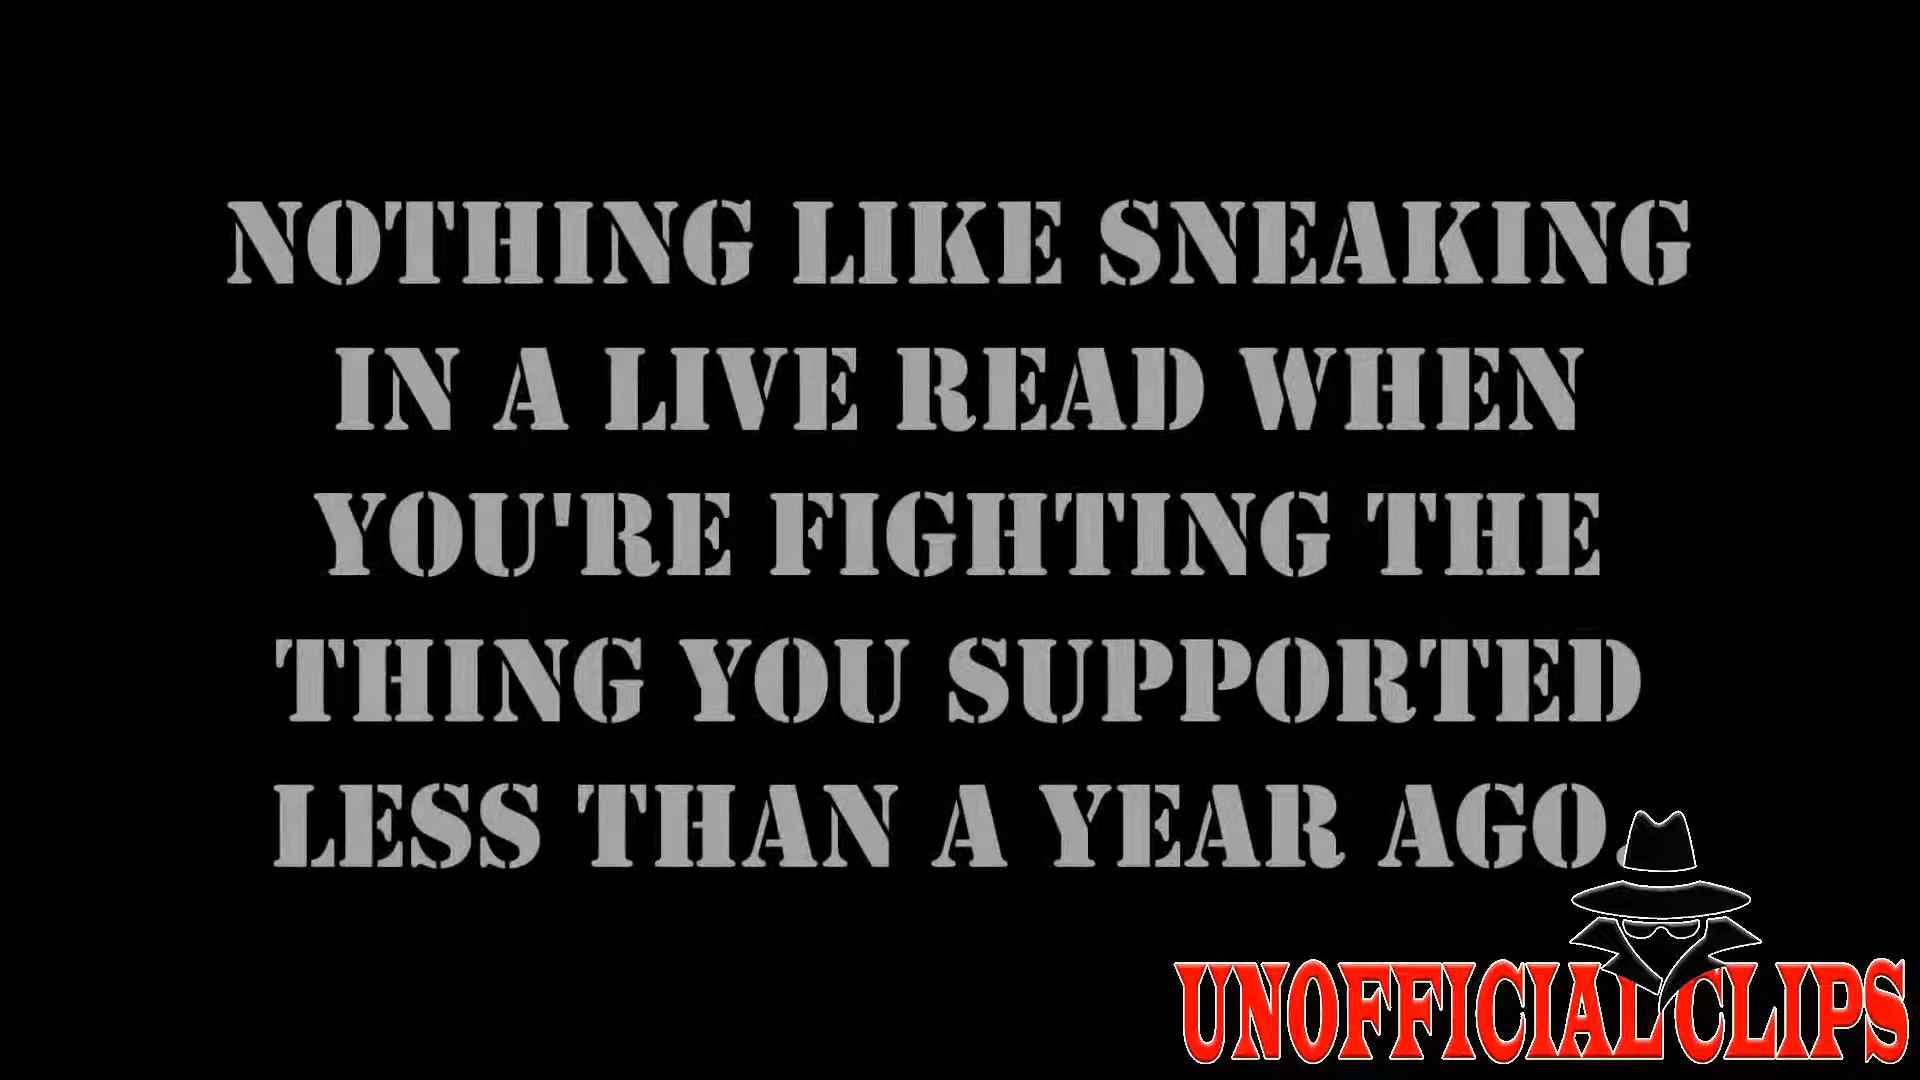 NOTHING LIKE SNEAKING
IN A LIVE READ WHEN
YOU'RE FIGHTING THE
THING YOU SUPPORTED
LESS THAN A YEAR AGO.
UNOFFICIAL CLIPS